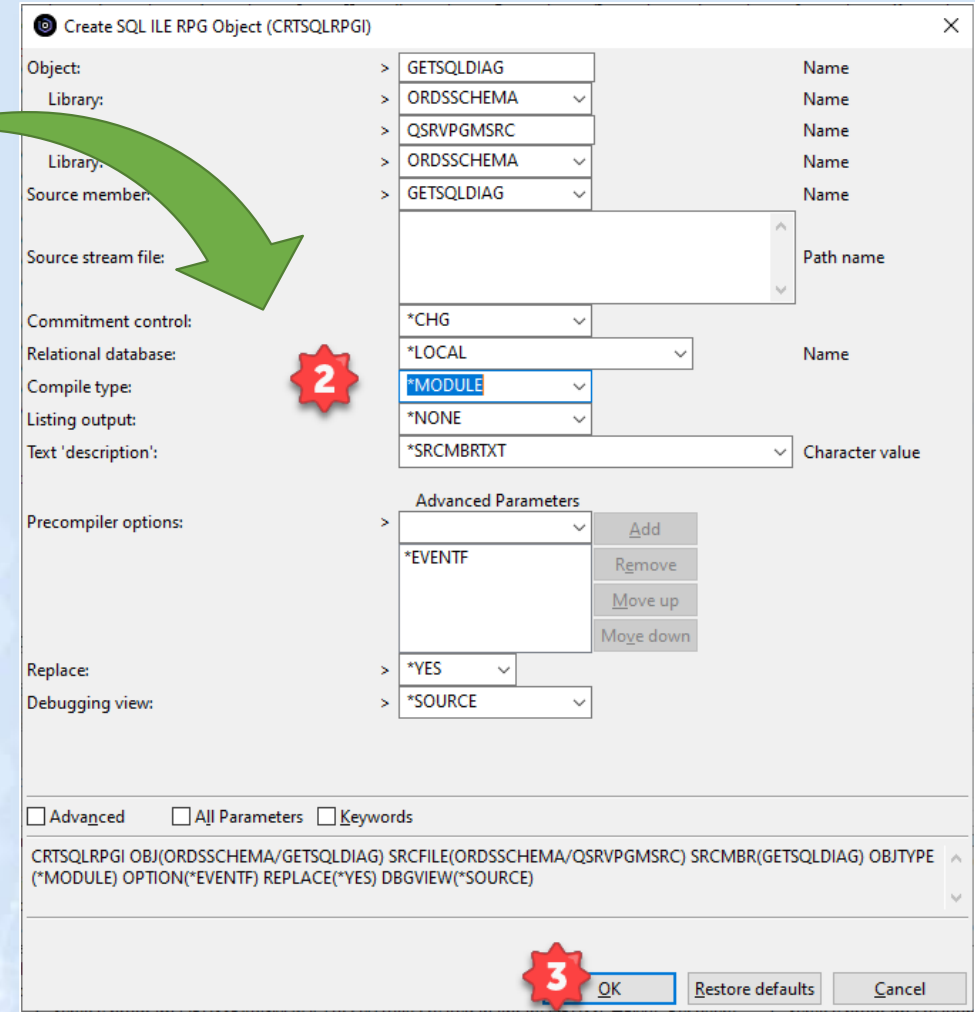 Create SQL ILE RPG Object (CRTSQLRPGI)
Object: > GETSQLDIAG Name
Library: > ORDSSCHEMA Name
> QSRVPGMSRC Name
Library: > ORDSSCHEMA Name
Source member: > GETSQLDIAG Name
Source stream file: Path name
Commitment control: *CHG
Relational database: *LOCAL Name
2
Compile type: *MODULE
Listing output: *NONE
Text 'description': *SRCMBRTXT Character value
Advanced Parameters
Precompiler options: > Add
*EVENTF Remove
Move up
Move down
Replace: > *YES
Debugging view: > *SOURCE
Advanced All Parameters Keywords
CRTSQLRPGI OBJ(ORDSSCHEMA/GETSQLDIAG) SRCFILE(ORDSSCHEMA/QSRVPGMSRC) SRCMBR(GETSQLDIAG) OBJTYPE
(*MODULE) OPTION(*EVENTF) REPLACE(*YES) DBGVIEW(*SOURCE)
3 OK Restore defaults Cancel